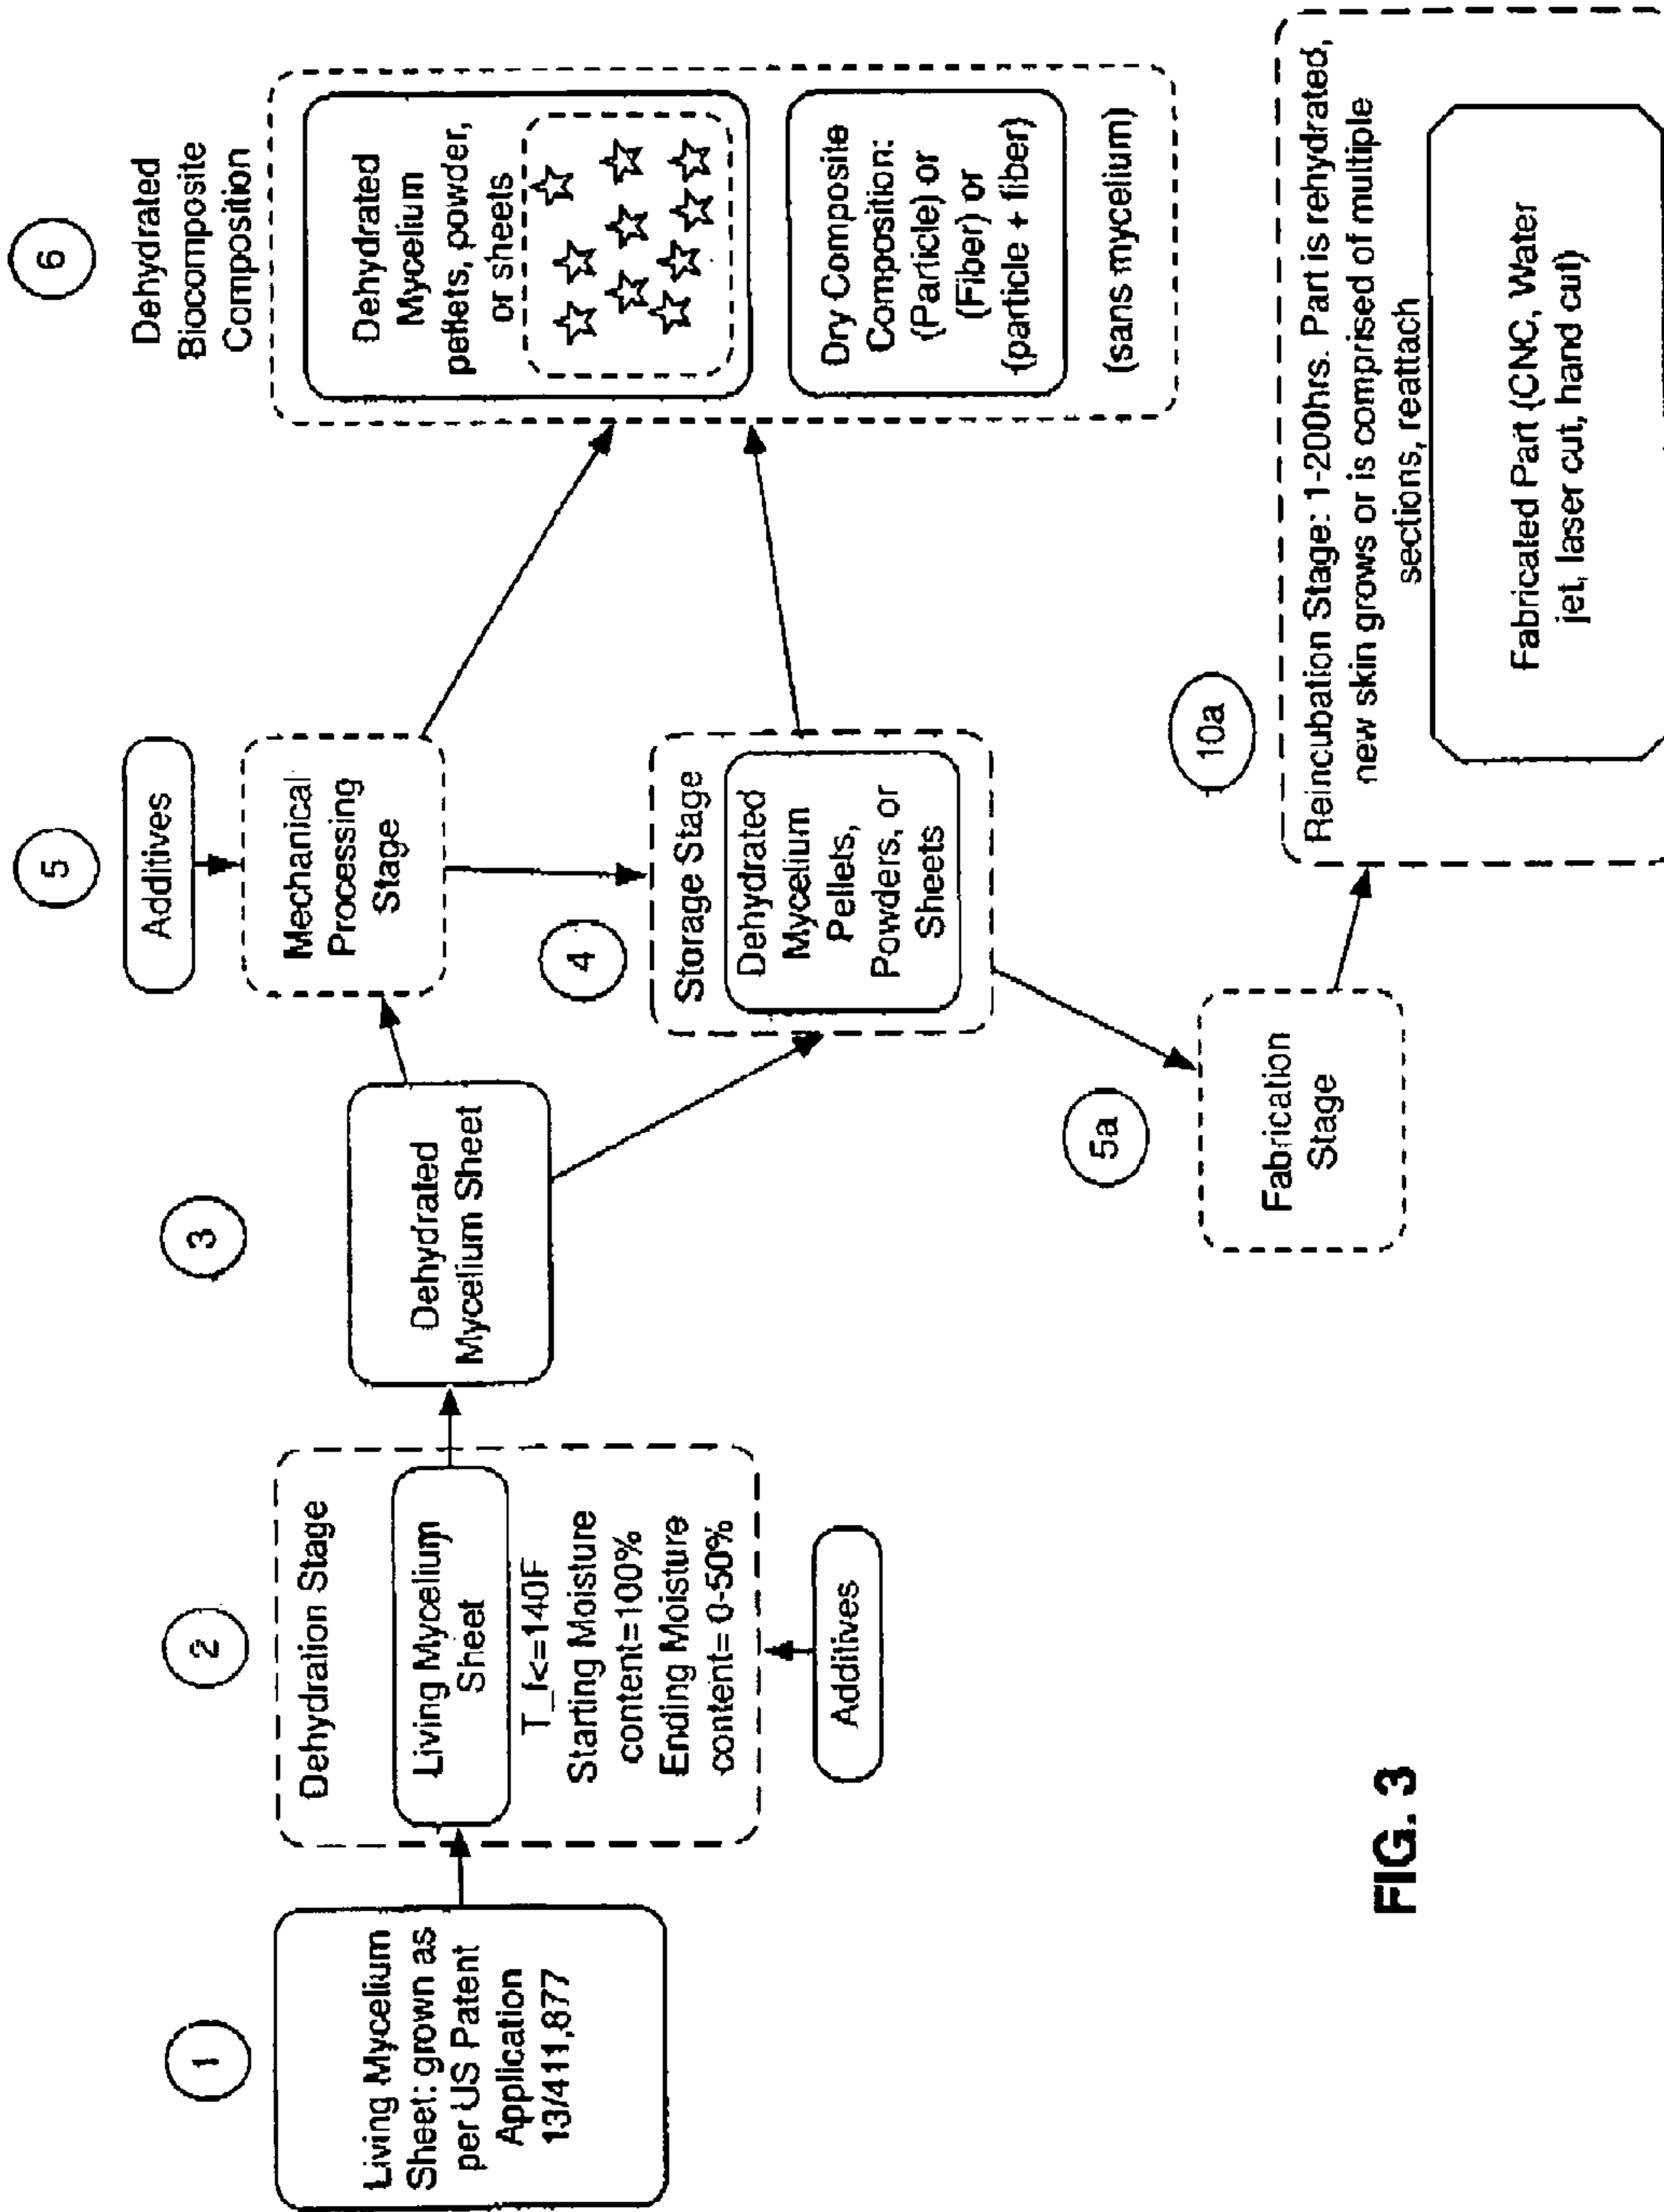 1
Living Mycelium
Sheet: grown as
per US Patent
Application
13/411,877
2
Dehydration Stage
Living Mycelium
Sheet
T_f<=140F
Starting Moisture
content=100%
Ending Moisture
content= 0-50%
Additives
3
Dehydrated
Mycelium Sheet
5
Additives
Mechanical
Processing
Stage
4
Storage Stage
Dehydrated
Mycelium
Pellets,
Powders, or
Sheets
5a
Fabrication
Stage
6
Dehydrated
Biocomposite
Composition
Dehydrated
Mycelium
pellets, powder,
or sheets
Dry Composite
Composition:
(Particle) or
(Fiber) or
(particle + fiber)
(sans mycelium)
10a
Reincubation Stage: 1-200hrs. Part is rehydrated,
new skin grows or is comprised of multiple
sections, reattach
Fabricated Part (CNC, Water
jet, laser cut, hand cut)
FIG. 3